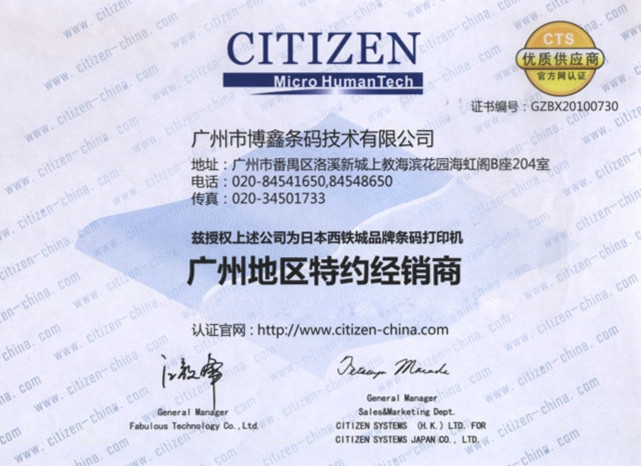 CITIZEN
Micro HumanTech
CTS
优质供应商
官方网认证
证书编号：GZBX20100730
广州市博鑫条码技术有限公司
地址：广州市番禺区洛溪新城上教海滨花园海虹阁B座204室
电话：020-84541650,84548650
传真：020-34501733
兹授权上述公司为日本西铁城品牌条码打印机
广州地区特约经销商
认证官网：http://www.citizen-china.com
General Manager
Fabulous Technology Co.,Ltd.
General Manager
Sales&Marketing Dept.
CITIZEN SYSTEMS (H.K.) LTD. FOR
CITIZEN SYSTEMS JAPAN CO., LTD.
www.citizen-china.com